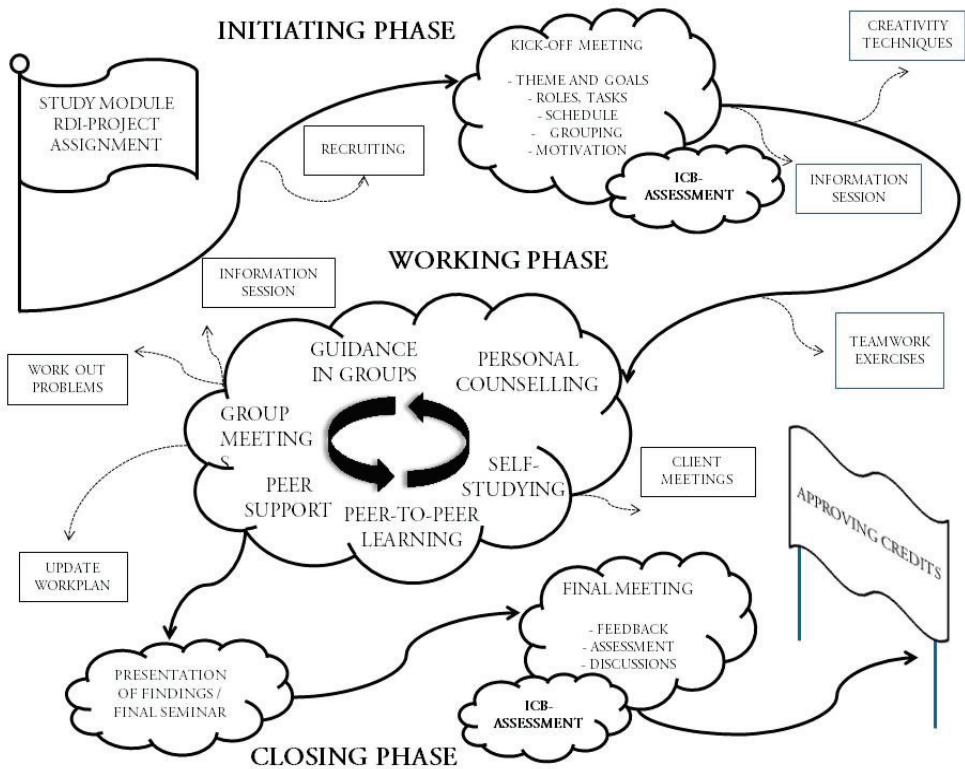 INITIATING PHASE
STUDY MODULE
RDI-PROJECT
ASSIGNMENT
RECRUITING
KICK-OFF MEETING
- THEME AND GOALS
- ROLES, TASKS
- SCHEDULE
- GROUPING
- MOTIVATION
ICB-
ASSESSMENT
CREATIVITY
TECHNIQUES
INFORMATION
SESSION
WORKING PHASE
INFORMATION
SESSION
WORK OUT
PROBLEMS
UPDATE
WORKPLAN
GUIDANCE
IN GROUPS
PERSONAL
COUNSELLING
GROUP
MEETING
S
PEER
SUPPORT
PEER-TO-PEER
LEARNING
SELF-
STUDYING
TEAMWORK
EXERCISES
CLIENT
MEETINGS
APPROVING CREDITS
PRESENTATION
OF FINDINGS /
FINAL SEMINAR
FINAL MEETING
- FEEDBACK
- ASSESSMENT
- DISCUSSIONS
ICB-
ASSESSMENT
CLOSING PHASE